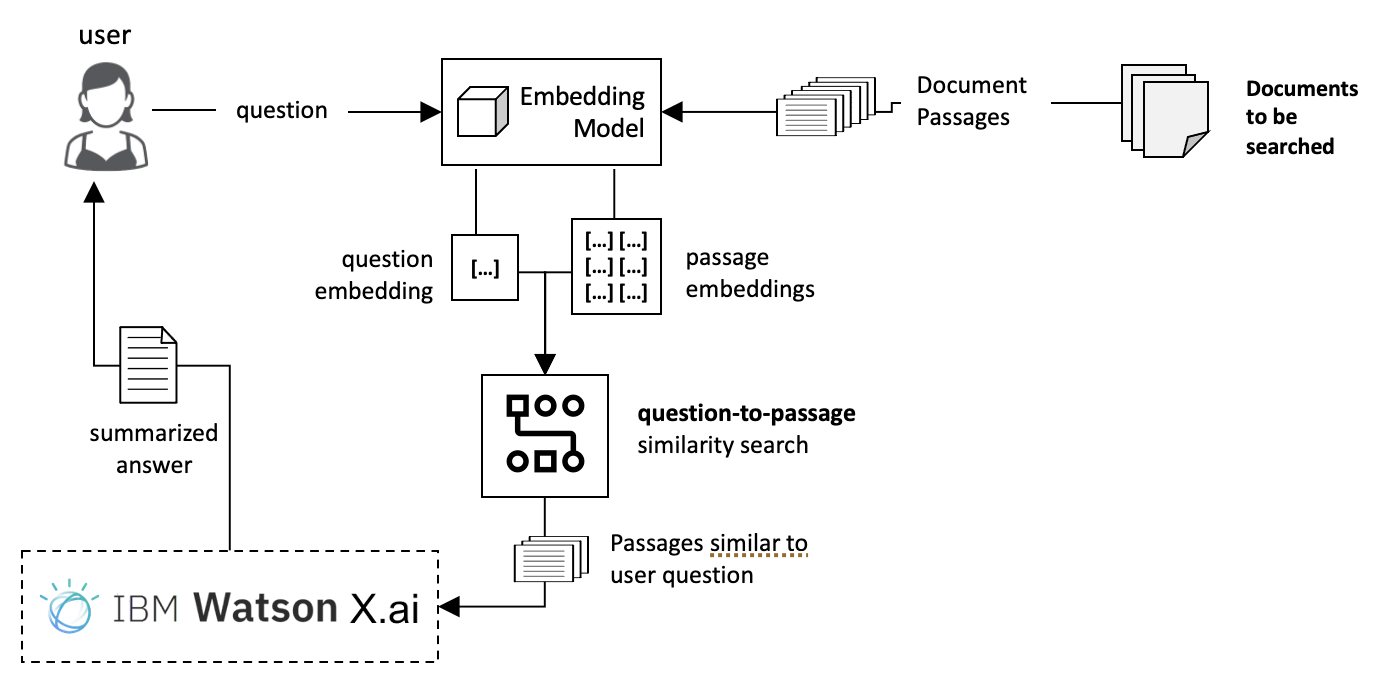 user
question
Embedding
Model
Document
Passages
Documents
to be
searched
question
embedding
[...]
[...] [...]
[...] [...]
[...] [...]
passage
embeddings
question-to-passage
similarity search
summarized
answer
Passages similar to
user question
IBM Watson X.ai